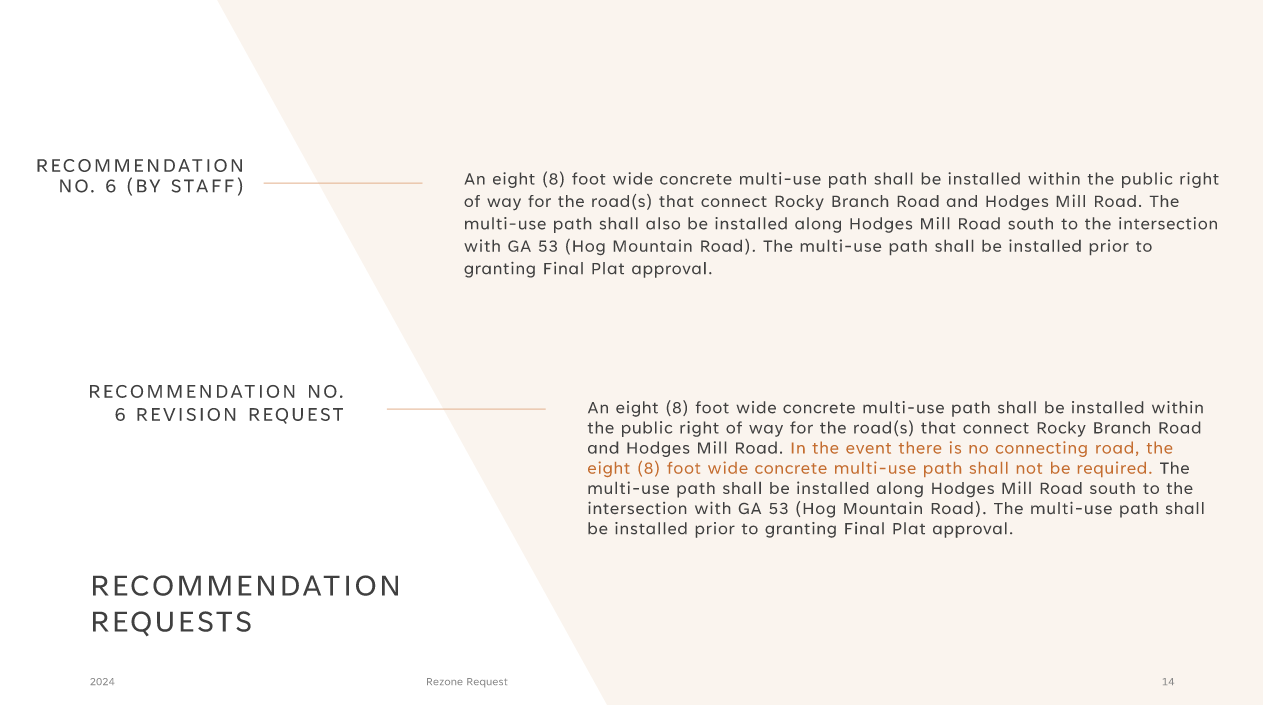 RECOMMENDATION
NO. 6 (BY STAFF)
An eight (8) foot wide concrete multi-use path shall be installed within the public right
of way for the road(s) that connect Rocky Branch Road and Hodges Mill Road. The
multi-use path shall also be installed along Hodges Mill Road south to the intersection
with GA 53 (Hog Mountain Road). The multi-use path shall be installed prior to
granting Final Plat approval.
RECOMMENDATION NO.
6 REVISION REQUEST
An eight (8) foot wide concrete multi-use path shall be installed within
the public right of way for the road(s) that connect Rocky Branch Road
and Hodges Mill Road. In the event there is no connecting road, the
eight (8) foot wide concrete multi-use path shall not be required. The
multi-use path shall be installed along Hodges Mill Road south to the
intersection with GA 53 (Hog Mountain Road). The multi-use path shall
be installed prior to granting Final Plat approval.
RECOMMENDATION
REQUESTS
2024
Rezone Request
14